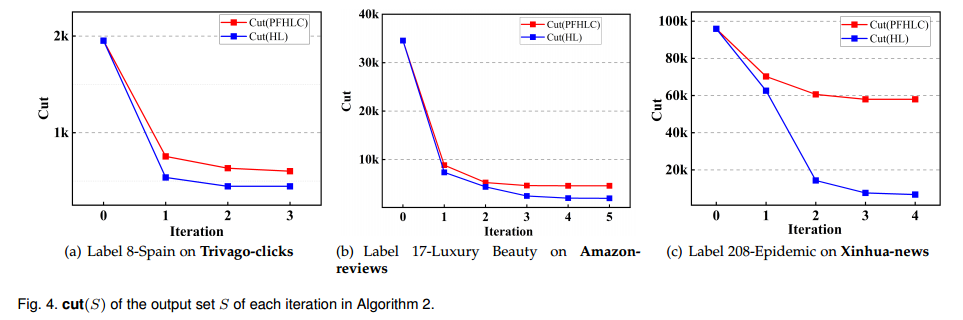 2k
1k
Cut
Cut(PFHLC)
Cut(HL)
0 1 2 3
Iteration
(a) Label 8-Spain on Trivago-clicks
40k
30k
20k
10k
Cut
Cut(PFHLC)
Cut(HL)
0 1 2 3 4 5
Iteration
(b) Label 17-Luxury Beauty on Amazon-
reviews
100k
80k
60k
40k
20k
Cut
Cut(PFHLC)
Cut(HL)
0 1 2 3 4
Iteration
(c) Label 208-Epidemic on Xinhua-news
Fig. 4. cut(S) of the output set S of each iteration in Algorithm 2.